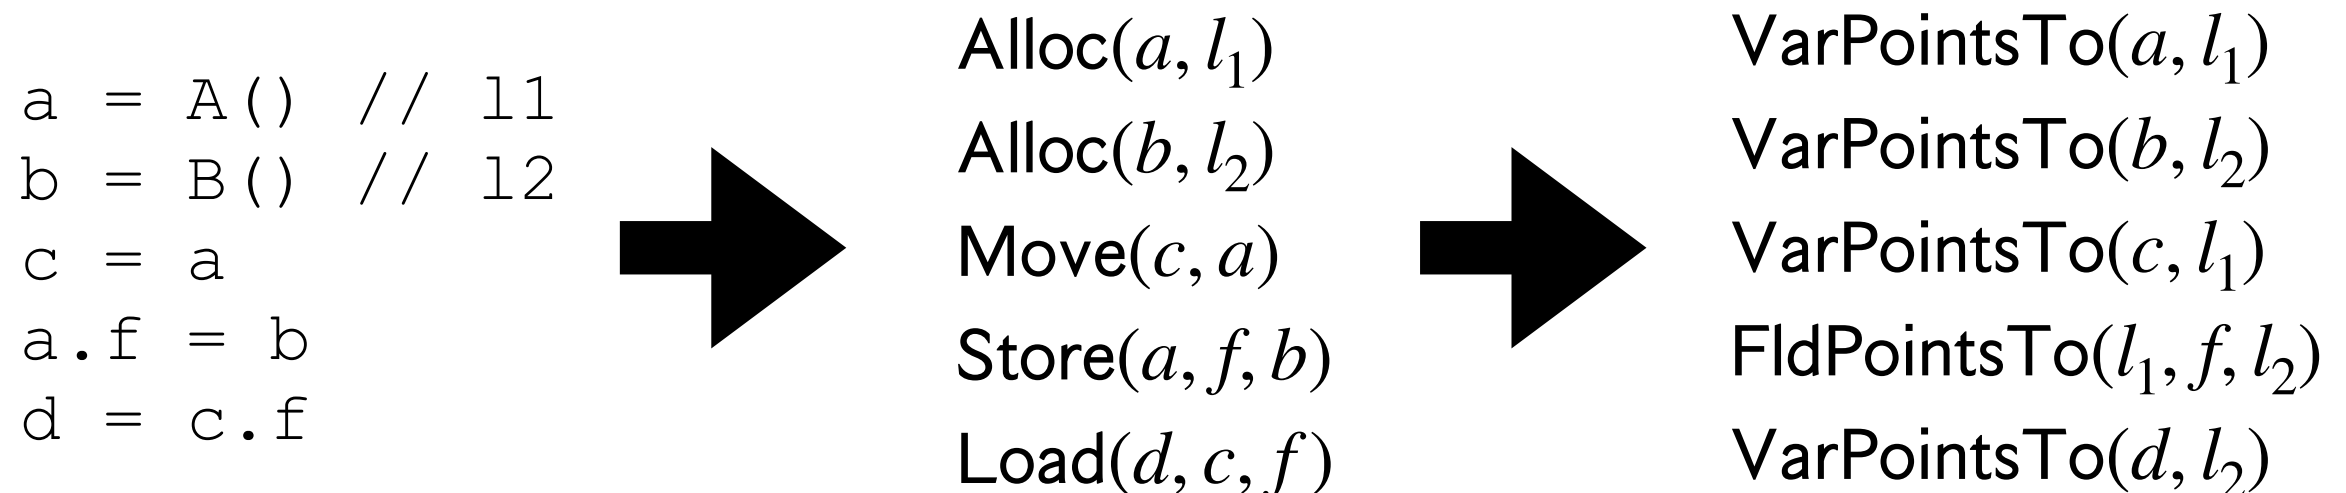 a = A() // l1
b = B() // l2
c = a
a.f = b
d = c.f
Alloc(a, l₁)
Alloc(b, l₂)
Move(c, a)
Store(a, f, b)
Load(d, c, f)
VarPointsTo(a, l₁)
VarPointsTo(b, l₂)
VarPointsTo(c, l₁)
FldPointsTo(l₁, f, l₂)
VarPointsTo(d, l₂)